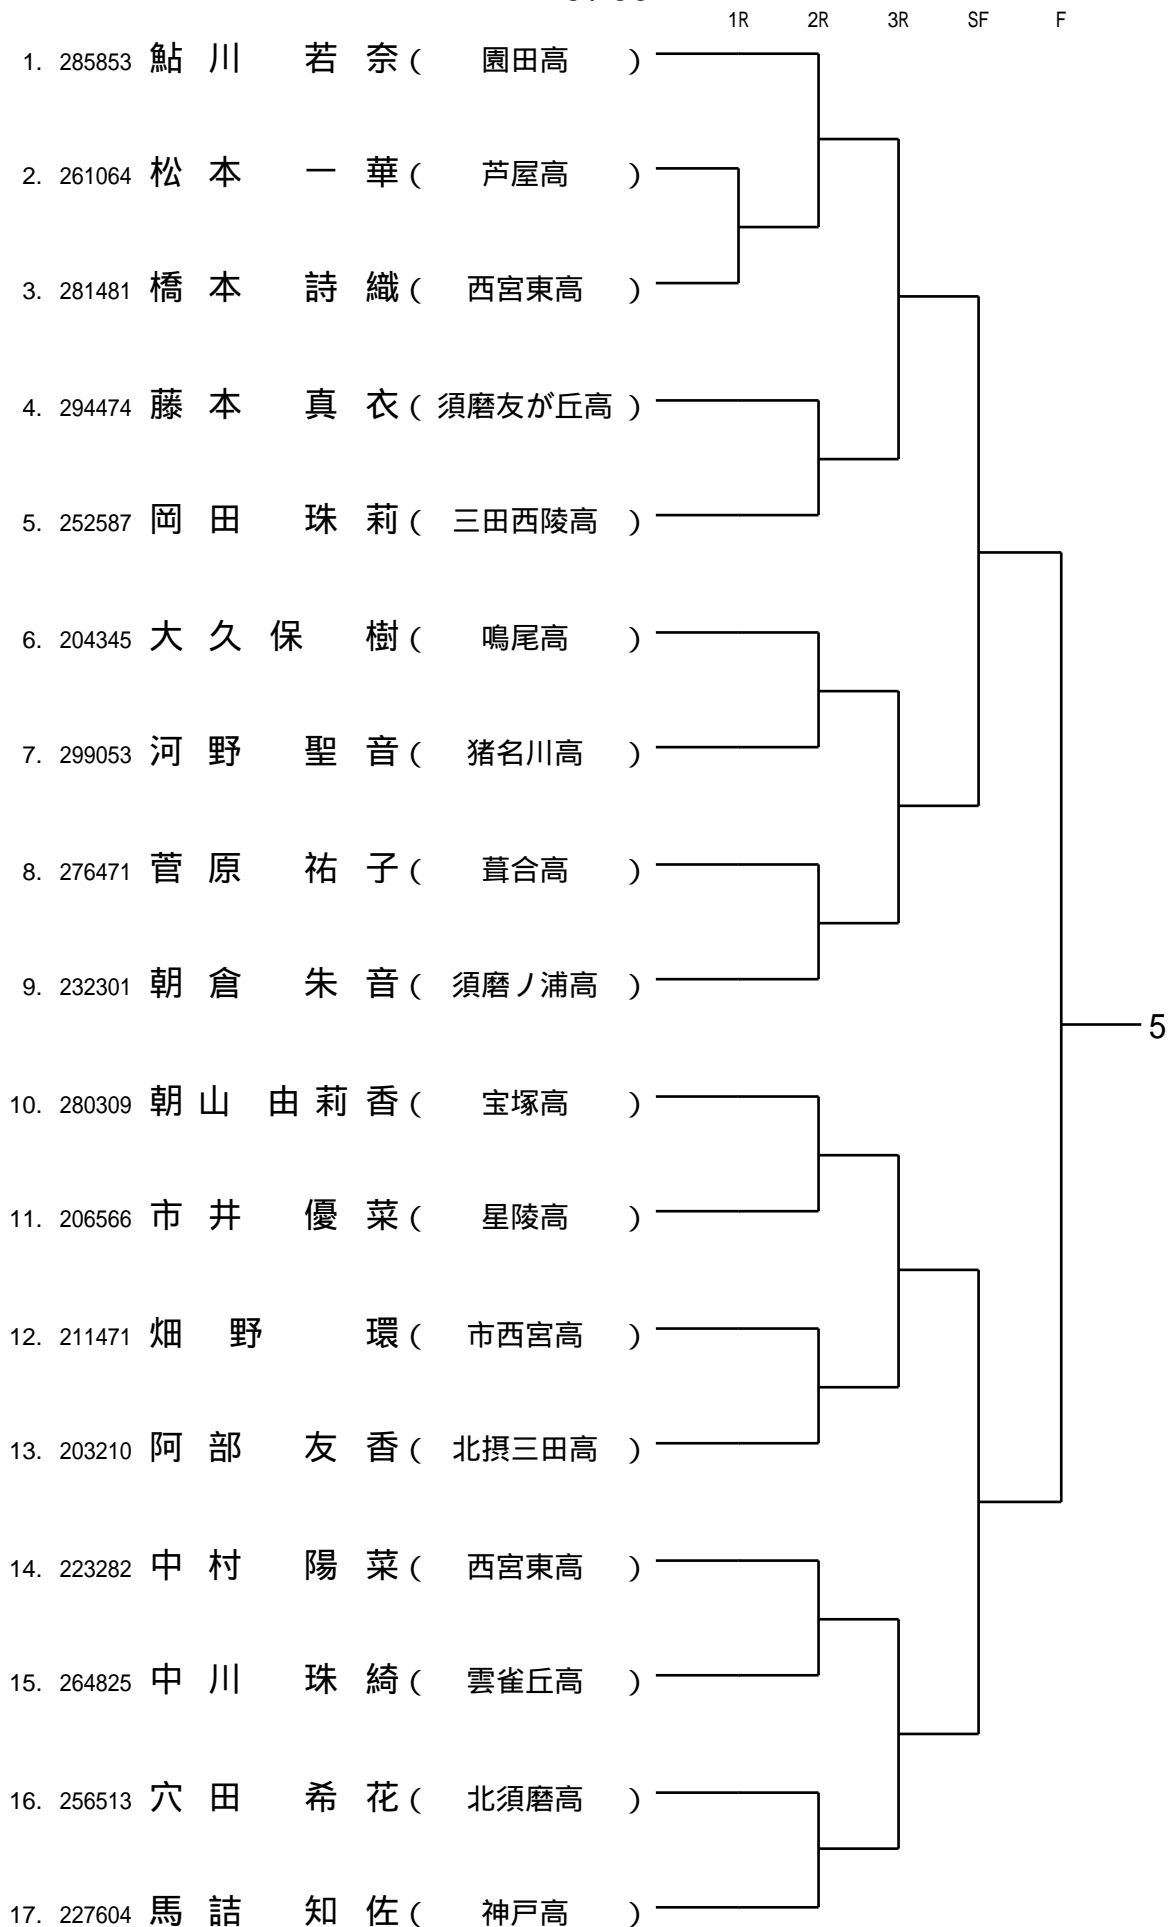 1R 2R 3R SF F
1. 285853 鮎川 若奈 ( 園田高 )
2. 261064 松本 一華 ( 芦屋高 )
3. 281481 橋本 詩織 ( 西宮東高 )
4. 294474 藤本 真衣 ( 須磨友が丘高 )
5. 252587 岡田 珠莉 ( 三田西陵高 )
6. 204345 大久保 樹 ( 鳴尾高 )
7. 299053 河野 聖音 ( 猪名川高 )
8. 276471 菅原 祐子 ( 葺合高 )
9. 232301 朝倉 朱音 ( 須磨ノ浦高 )
5
10. 280309 朝山 由莉香 ( 宝塚高 )
11. 206566 市井 優菜 ( 星陵高 )
12. 211471 畑野 環 ( 市西宮高 )
13. 203210 阿部 友香 ( 北摂三田高 )
14. 223282 中村 陽菜 ( 西宮東高 )
15. 264825 中川 珠綺 ( 雲雀丘高 )
16. 256513 穴田 希花 ( 北須磨高 )
17. 227604 馬詰 知佐 ( 神戸高 )